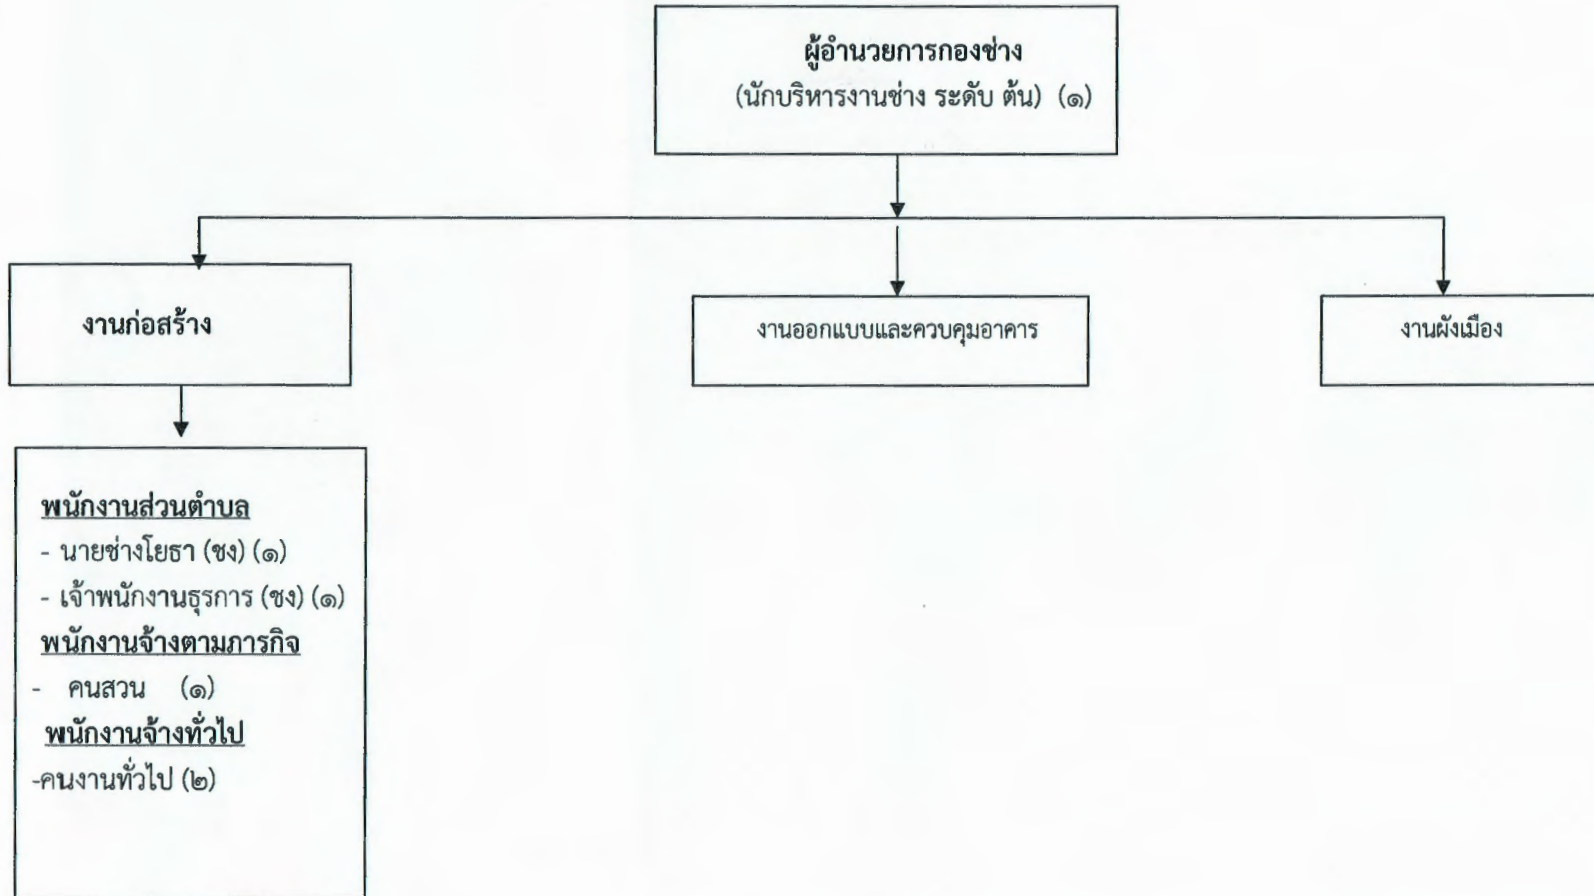 ผู้อำนวยการกองช่าง
(นักบริหารงานช่าง ระดับ ต้น) (๑)
งานก่อสร้าง
งานออกแบบและควบคุมอาคาร
งานผังเมือง
พนักงานส่วนตำบล
- นายช่างโยธา (ชง) (๑)
- เจ้าพนักงานธุรการ (ชง) (๑)
พนักงานจ้างตามภารกิจ
- คนสวน (๑)
พนักงานจ้างทั่วไป
-คนงานทั่วไป (๒)